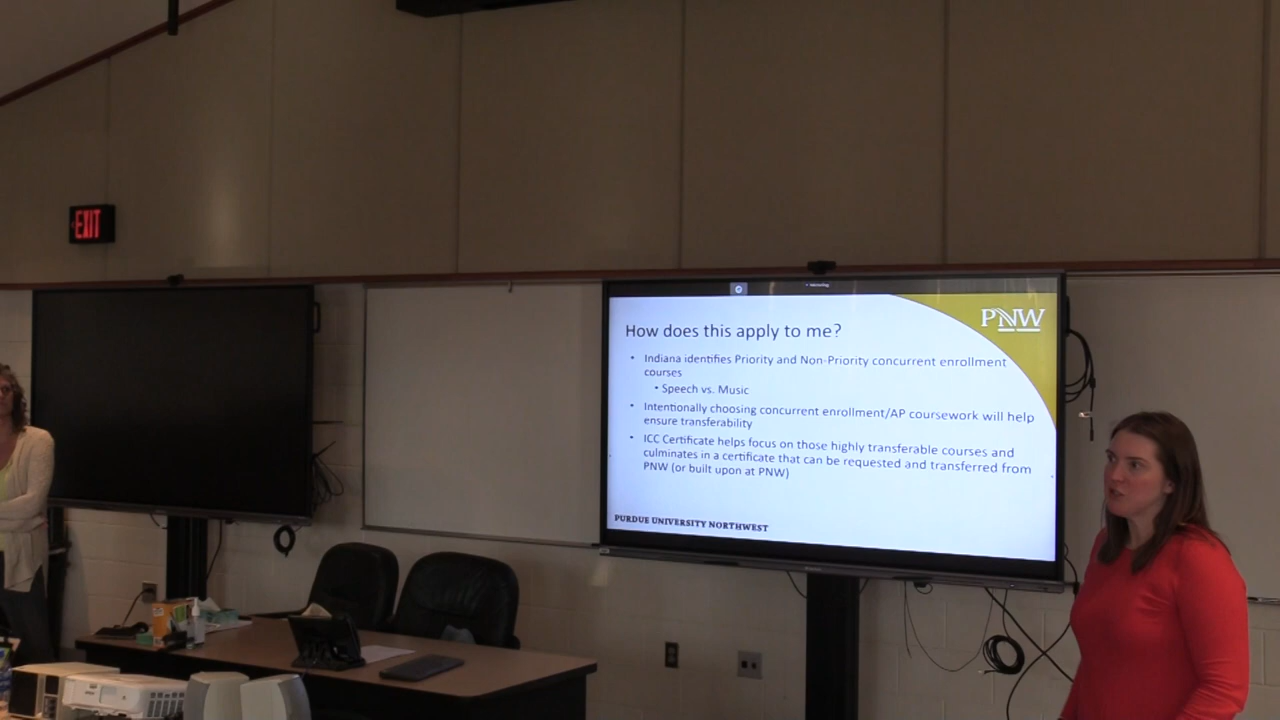 EXIT
PNW
How does this apply to me?
• Indiana identifies Priority and Non-Priority concurrent enrollment
courses
• Speech vs. Music
• Intentionally choosing concurrent enrollment/AP coursework will help
ensure transferability
• ICC Certificate helps focus on those highly transferable courses and
culminates in a certificate that can be requested and transferred from
PNW (or built upon at PNW)
PURDUE UNIVERSITY NORTHWEST